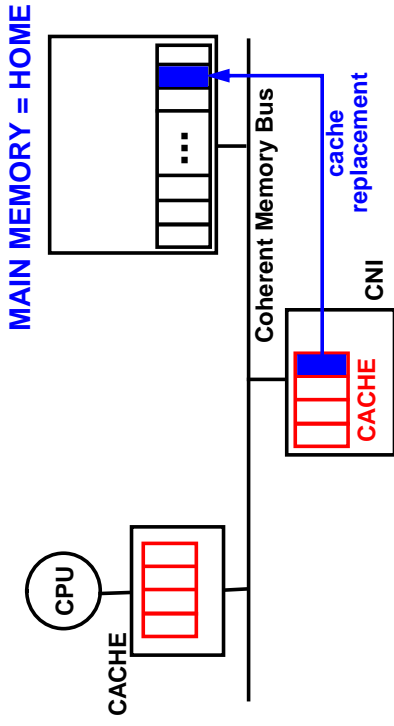 MAIN MEMORY = HOME
CPU
CACHE
...
Coherent Memory Bus
cache
replacement
CACHE
CNI